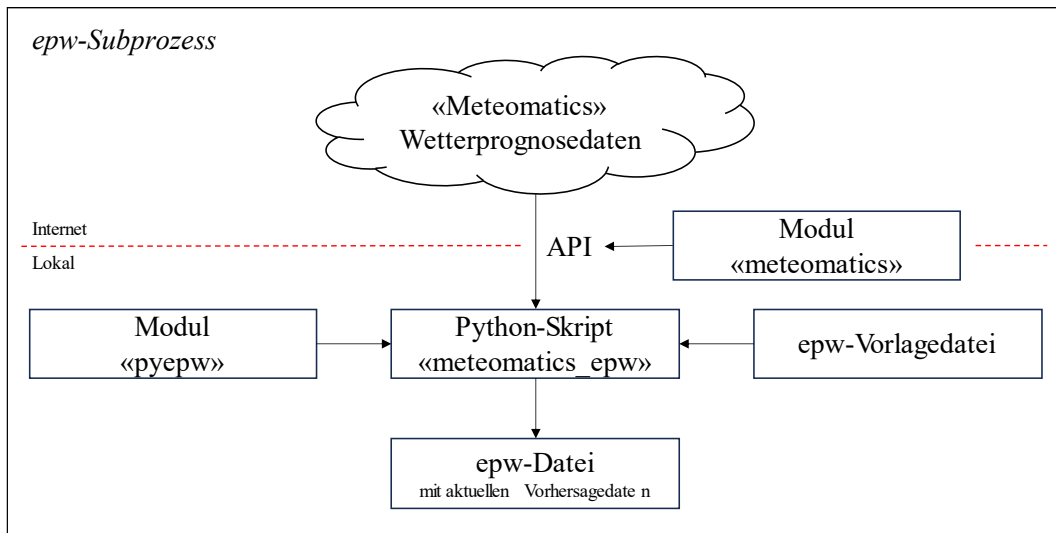 epw-Subprozess
«Meteomatics»
Wetterprognosedaten
Internet
Lokal
API
Modul
«meteomatics»
Modul
«pyepw»
Python-Skript
«meteomatics_epw»
epw-Vorlagedatei
epw-Datei
mit aktuellen Vorhersagedate n